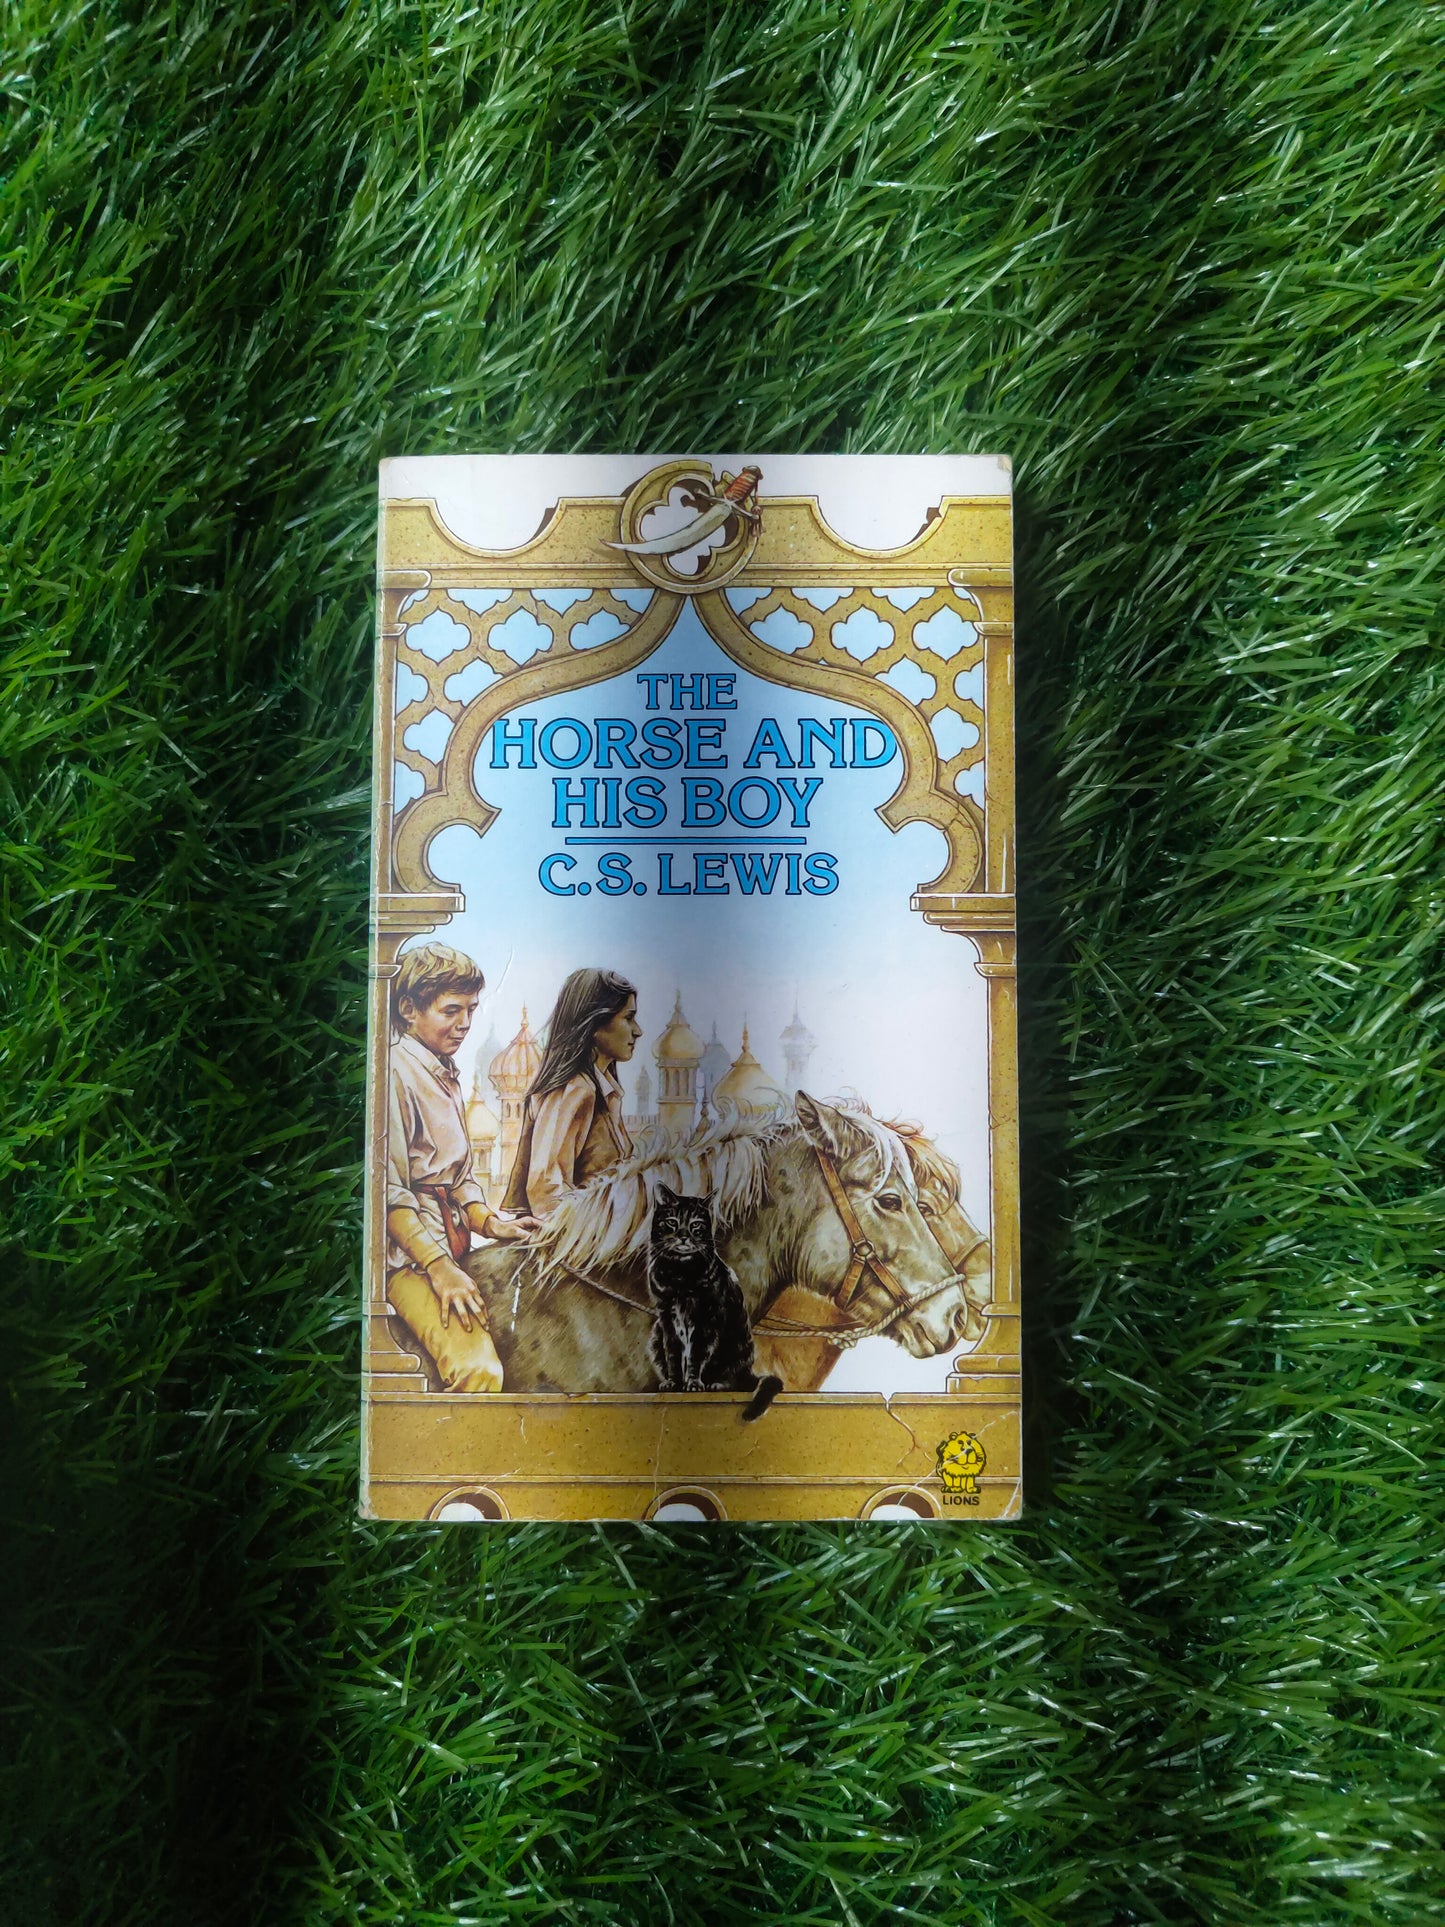 THE
HORSE AND
HIS BOY
C.S. LEWIS
LIONS